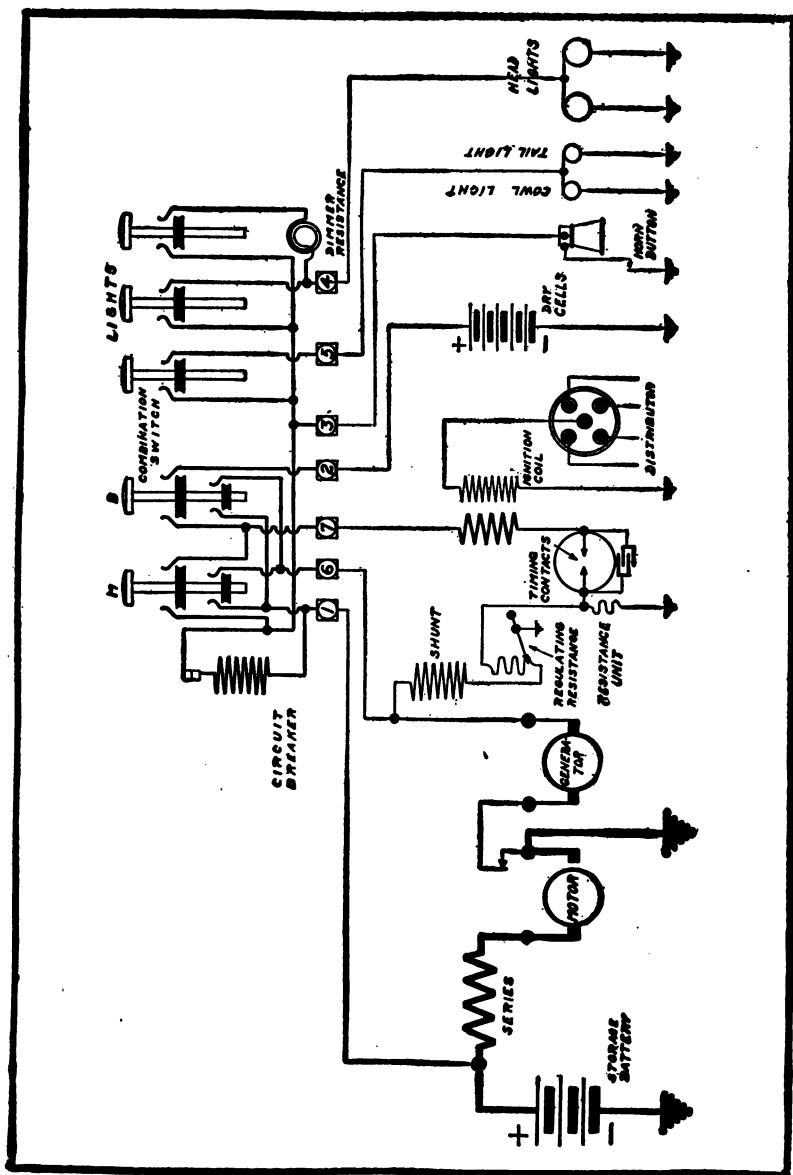 M
B
LIGHTS
COMBINATION
SWITCH
CIRCUIT
BREAKER
DIMMER
RESISTANCE
1
6
7
2
3
5
4
SHUNT
SERIES
+
-
STORAGE
BATTERY
MOTOR
GENERA
TOR
REGULATING
RESISTANCE
RESISTANCE
UNIT
TIMING
CONTACTS
IGNITION
COIL
DISTRIBUTOR
+
-
DRY
CELLS
HORN
BUTTON
COWL LIGHT
TAIL LIGHT
HEAD
LIGHTS